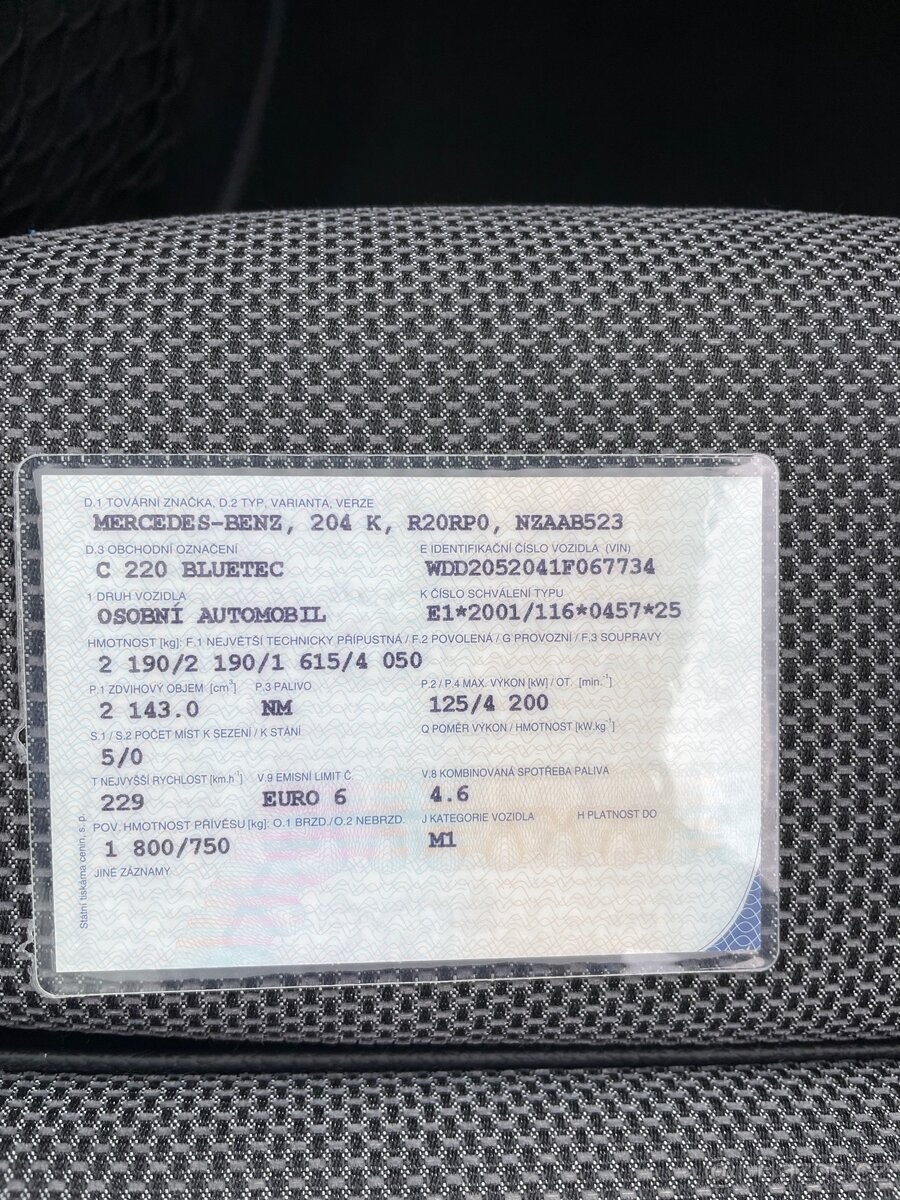 D.1 TOVÁRNÍ ZNAČKA, D.2 TYP, VARIANTA, VERZE
MERCEDES-BENZ, 204 K, R20RP0, NZAAB523
D.3 OBCHODNÍ OZNAČENÍ E IDENTIFIKAČNÍ ČÍSLO VOZIDLA (VIN)
C 220 BLUETEC WDD2052041F067734
1 DRUH VOZIDLA K ČÍSLO SCHVÁLENÍ TYPU
OSOBNÍ AUTOMOBIL E1*2001/116*0457*25
HMOTNOST [kg]: F.1 NEJVĚTŠÍ TECHNICKY PŘÍPUSTNÁ / F.2 POVOLENÁ / G PROVOZNÍ / F.3 SOUPRAVY
2 190/2 190/1 615/4 050
P.1 ZDVIHOVÝ OBJEM [cm³] P.3 PALIVO P.2 / P.4 MAX. VÝKON [kW] / OT. [min.⁻¹]
2 143.0 NM 125/4 200
S.1 / S.2 POČET MÍST K SEZENÍ / K STÁNÍ Q POMĚR VÝKON / HMOTNOST [kW.kg⁻¹]
5/0
T NEJVYŠŠÍ RYCHLOST [km.h⁻¹] V.9 EMISNÍ LIMIT Č. V.8 KOMBINOVANÁ SPOTŘEBA PALIVA
229 EURO 6 4.6
POV. HMOTNOST PŘÍVĚSU [kg]: O.1 BRZD./O.2 NEBRZD. J KATEGORIE VOZIDLA H PLATNOST DO
1 800/750 M1
JINÉ ZÁZNAMY
Státní tiskárna cenin, s. p.